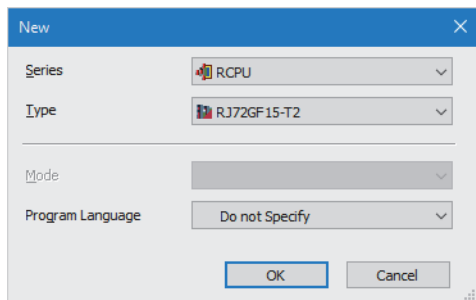 New
Series RCPU
Type RJ72GF15-T2
Mode
Program Language Do not Specify
OK Cancel